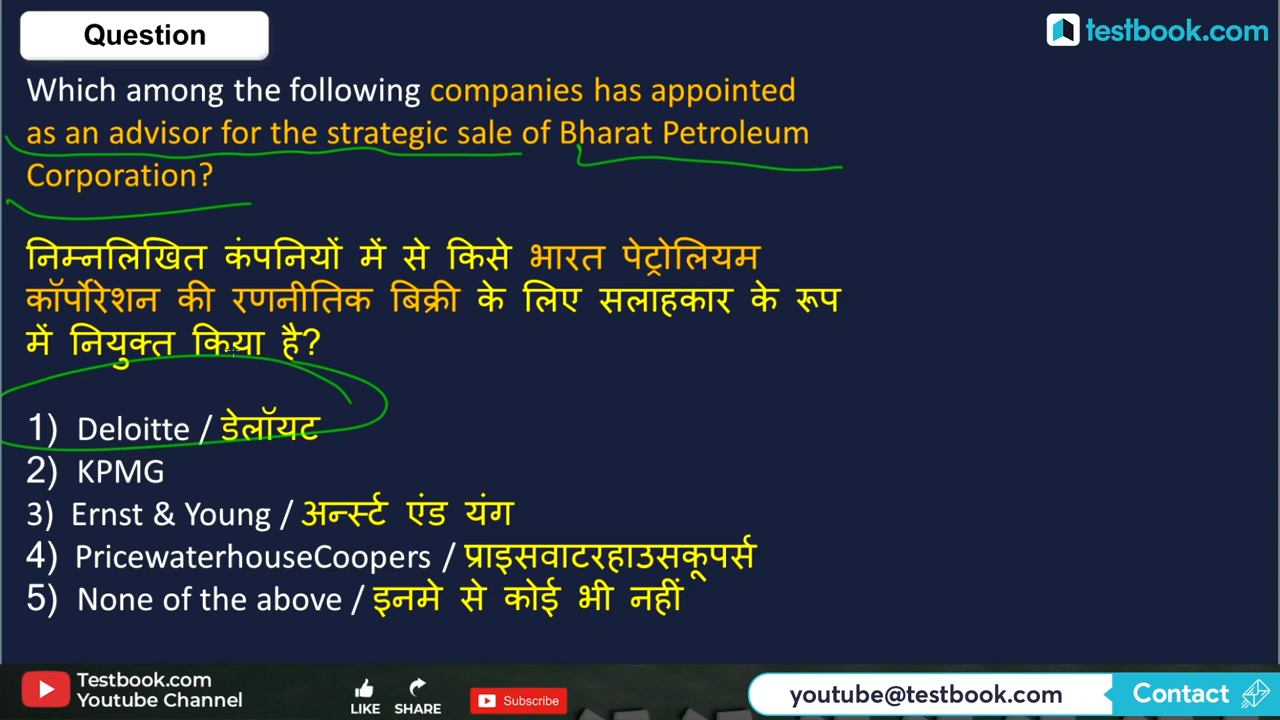 Question
testbook.com
Which among the following companies has appointed
as an advisor for the strategic sale of Bharat Petroleum
Corporation?
निम्नलिखित कंपनियों में से किसे भारत पेट्रोलियम
कॉर्पोरेशन की रणनीतिक बिक्री के लिए सलाहकार के रूप
में नियुक्त किया है?
1) Deloitte / डेलॉयट
2) KPMG
3) Ernst & Young / अर्न्स्ट एंड यंग
4) PricewaterhouseCoopers / प्राइसवाटरहाउसकूपर्स
5) None of the above / इनमे से कोई भी नहीं
Testbook.com
Youtube Channel
LIKE
SHARE
Subscribe
youtube@testbook.com
Contact